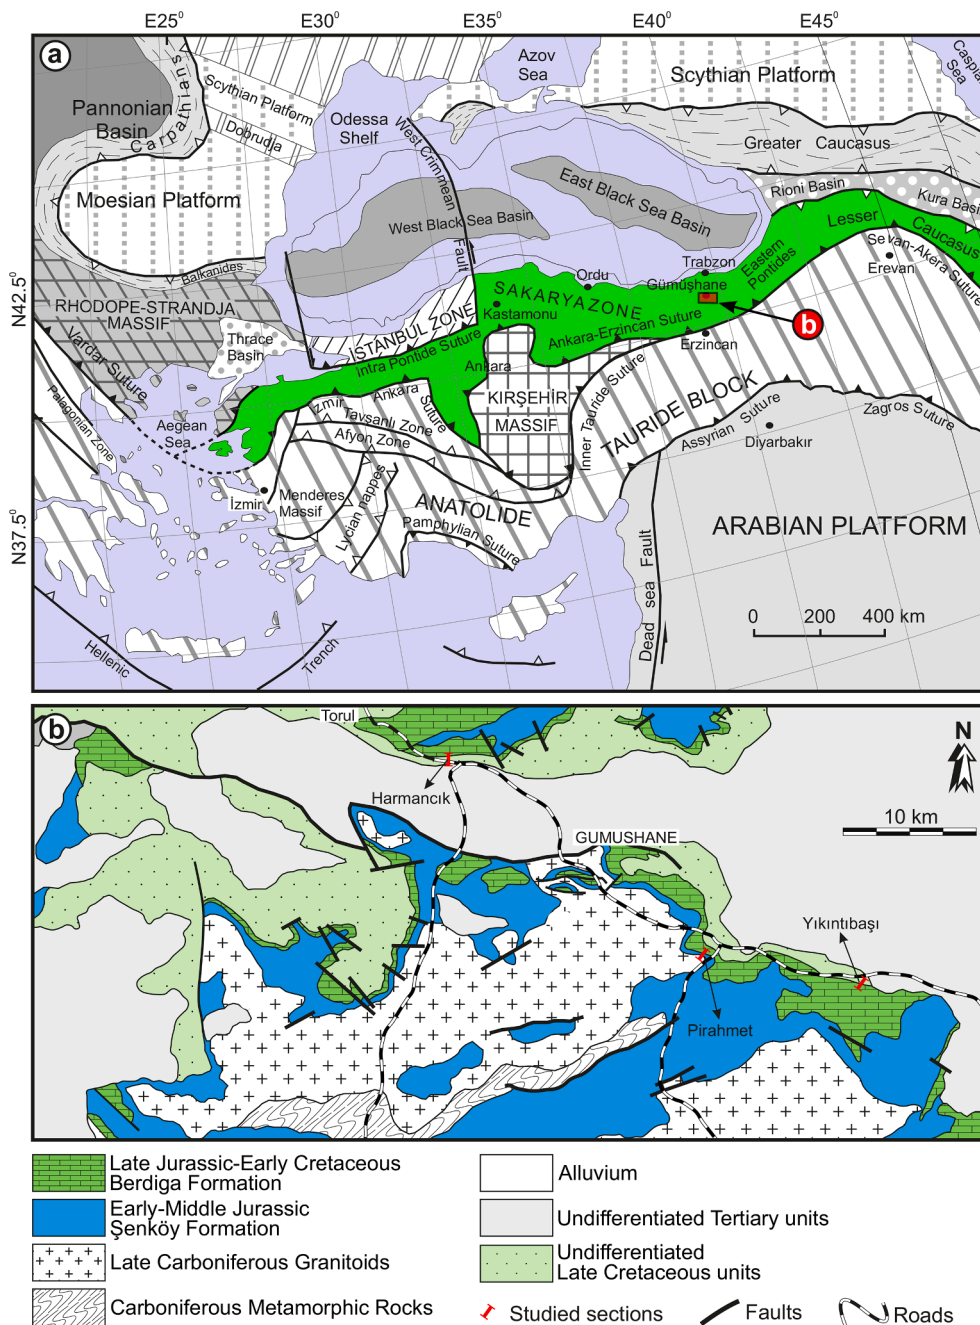 E25°
E30°
E35°
E40°
E45°
a
Azov
Sea
Caspian
Sea
Scythian Platform
Carpathians
Scythian Platform
Pannonian
Basin
Odessa
Shelf
Dobrudja
West Crimmean
Fault
Greater Caucasus
Rioni Basin
Kura Basin
Moesian Platform
East Black Sea Basin
West Black Sea Basin
Lesser
Caucasus
Eastern
Pontides
Sevan-Akera Suture
Erevan
Trabzon
Ordu
Gümüşhane
Balkanides
N42.5°
RHODOPE-STRANDJA
MASSIF
SAKARYAZONE
Kastamonu
b
Thrace
Basin
İSTANBUL ZONE
Intra Pontide Suture
Ankara-Erzincan Suture
Erzincan
Vardar Suture
Ankara
Palagonian Zone
Izmir
Ankara
Suture
KIRŞEHİR
MASSIF
Inner Tauride Suture
TAURIDE BLOCK
Tavsanlı Zone
Afyon Zone
Aegean
Sea
Assyrian Suture
Zagros Suture
Diyarbakır
İzmir
Menderes
Massif
Lycian nappes
ANATOLIDE
Pamphylian Suture
ARABIAN PLATFORM
N37.5°
Dead sea Fault
0 200 400 km
Hellenic
Trench
b
Torul
N
Harmancık
10 km
GUMUSHANE
Yıkıntıbaşı
Pirahmet
Late Jurassic-Early Cretaceous
Berdiga Formation
Alluvium
Early-Middle Jurassic
Şenköy Formation
Undifferentiated Tertiary units
Late Carboniferous Granitoids
Undifferentiated
Late Cretaceous units
Carboniferous Metamorphic Rocks
Studied sections
Faults
Roads